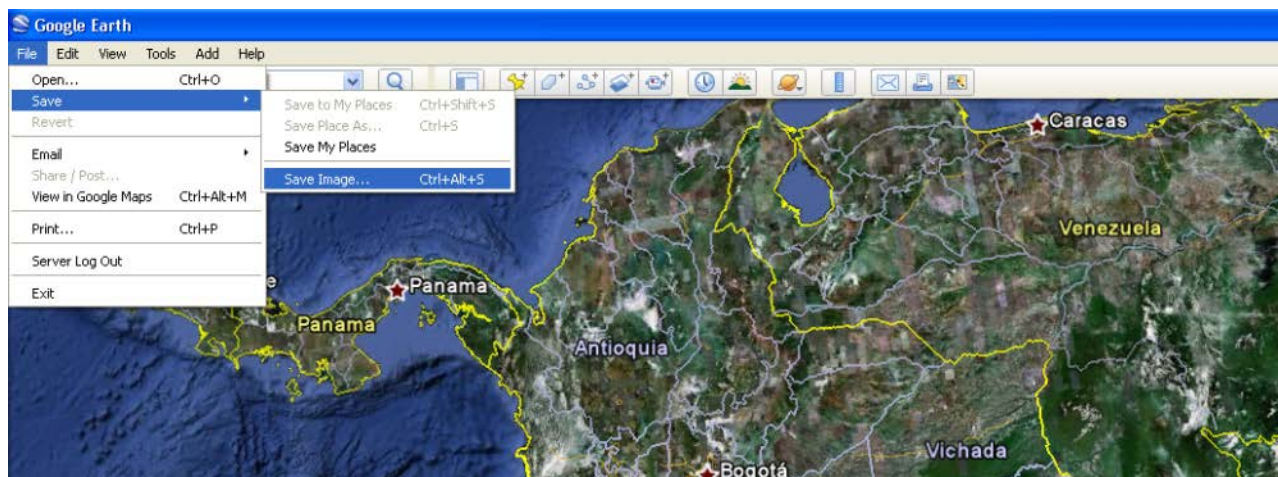 Google Earth
File Edit View Tools Add Help
Open... Ctrl+O
Save
Revert
Email
Share / Post...
View in Google Maps Ctrl+Alt+M
Print... Ctrl+P
Server Log Out
Exit
Save to My Places Ctrl+Shift+S
Save Place As... Ctrl+S
Save My Places
Save Image... Ctrl+Alt+S
Caracas
Venezuela
Panama
Panama
Antioquia
Vichada
Bogotá